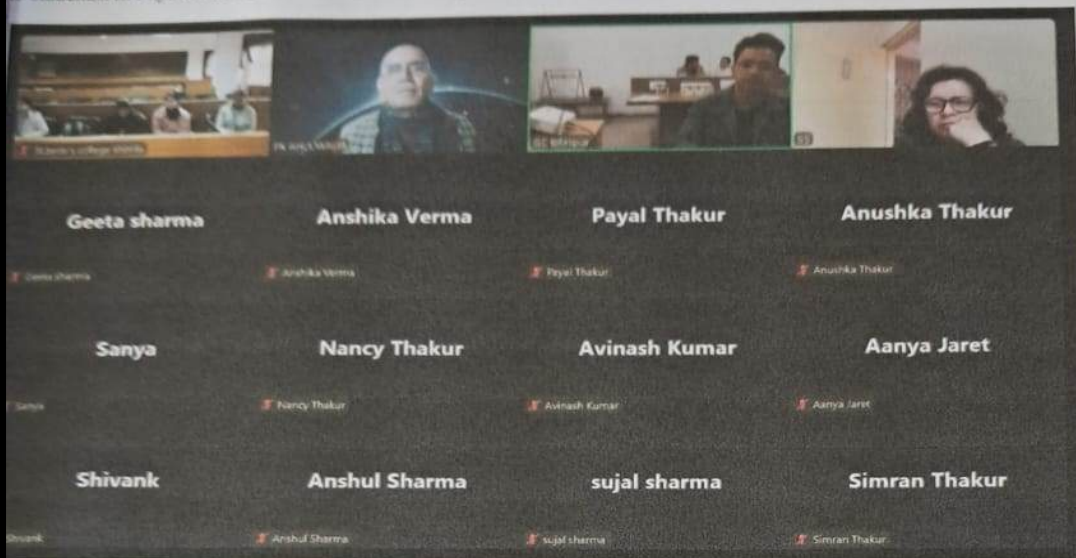 GS
Geeta sharma
Anshika Verma
Payal Thakur
Anushka Thakur
Geeta sharma
Anshika Verma
Payal Thakur
Anushka Thakur
Sanya
Nancy Thakur
Avinash Kumar
Aanya Jaret
Sanya
Nancy Thakur
Avinash Kumar
Aanya Jaret
Shivank
Anshul Sharma
sujal sharma
Simran Thakur
Shivank
Anshul Sharma
sujal sharma
Simran Thakur